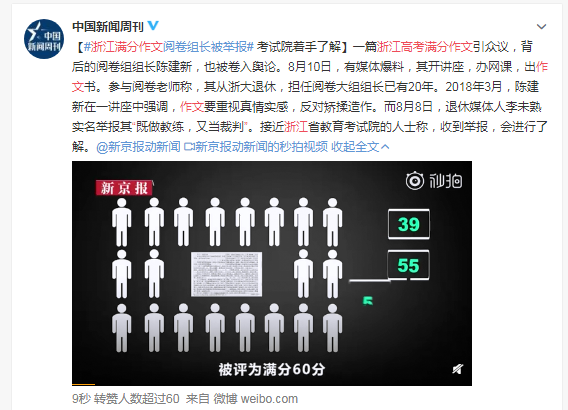 中国新闻周刊
中国
新闻周刊
【#浙江满分作文阅卷组长被举报# 考试院着手了解】一篇浙江高考满分作文引众议，背
后的阅卷组组长陈建新，也被卷入舆论。8月10日，有媒体爆料，其开讲座，办网课，出作
文书。参与阅卷老师称，其从浙大退休，担任阅卷大组组长已有20年。2018年3月，陈建
新在一讲座中强调，作文要重视真情实感，反对矫揉造作。而8月8日，退休媒体人李未熟
实名举报其“既做教练，又当裁判”。接近浙江省教育考试院的人士称，收到举报，会进行了
解。@新京报动新闻 新京报动新闻的秒拍视频 收起全文
新京报
秒拍
39
55
5
被评为满分60分
9秒 转赞人数超过60 来自 微博 weibo.com